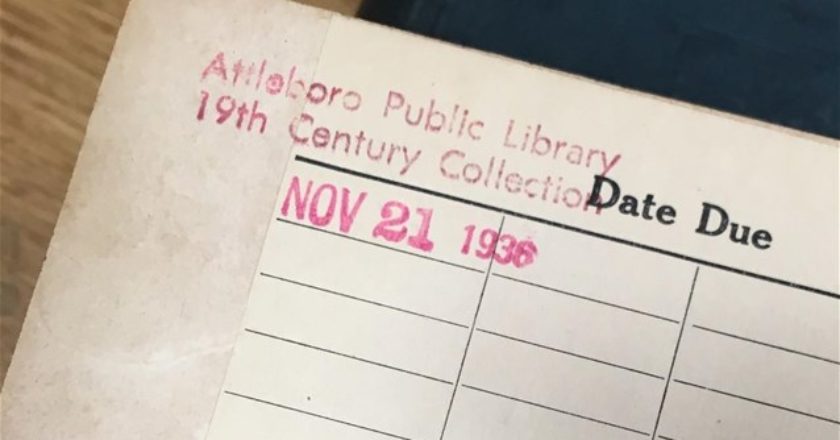 Attleboro Public Library
19th Century Collection
Date Due
NOV 21 1936